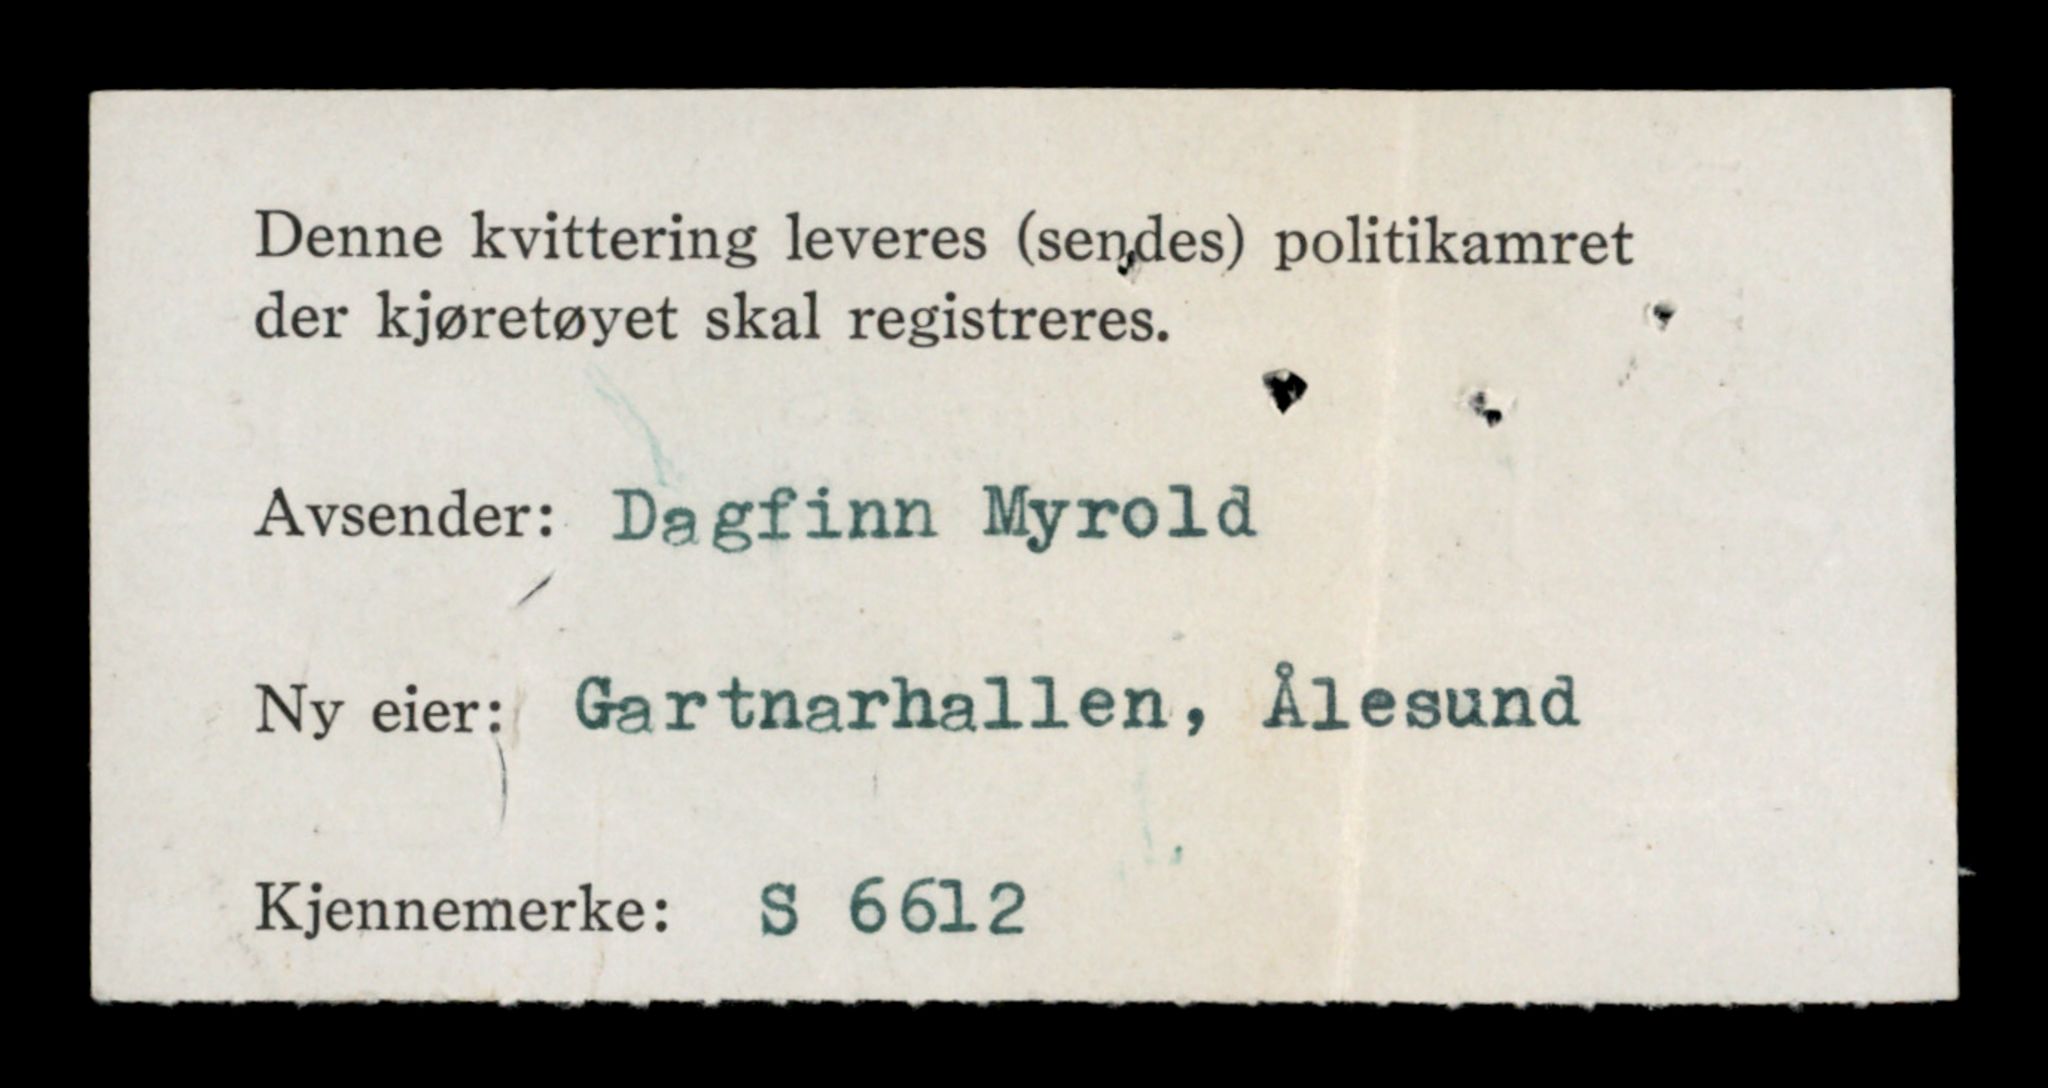 Denne kvittering leveres (sendes) politikamret
der kjøretøyet skal registreres.
Avsender: Dagfinn Myrold
Ny eier: Gartnarhallen, Ålesund
Kjennemerke: S 6612